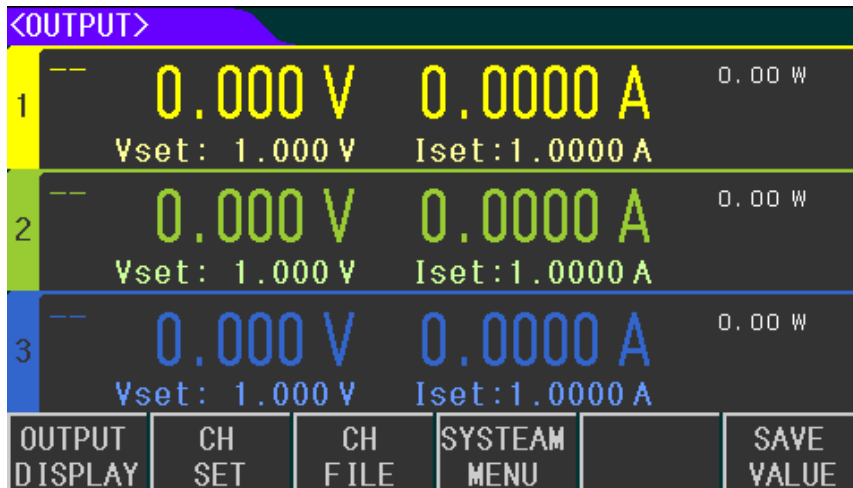 <OUTPUT>
1 -- 0.000 V 0.0000 A 0.00 W
Vset: 1.000 V Iset:1.0000 A
2 -- 0.000 V 0.0000 A 0.00 W
Vset: 1.000 V Iset:1.0000 A
3 -- 0.000 V 0.0000 A 0.00 W
Vset: 1.000 V Iset:1.0000 A
OUTPUT CH CH SYSTEAM SAVE
DISPLAY SET FILE MENU VALUE